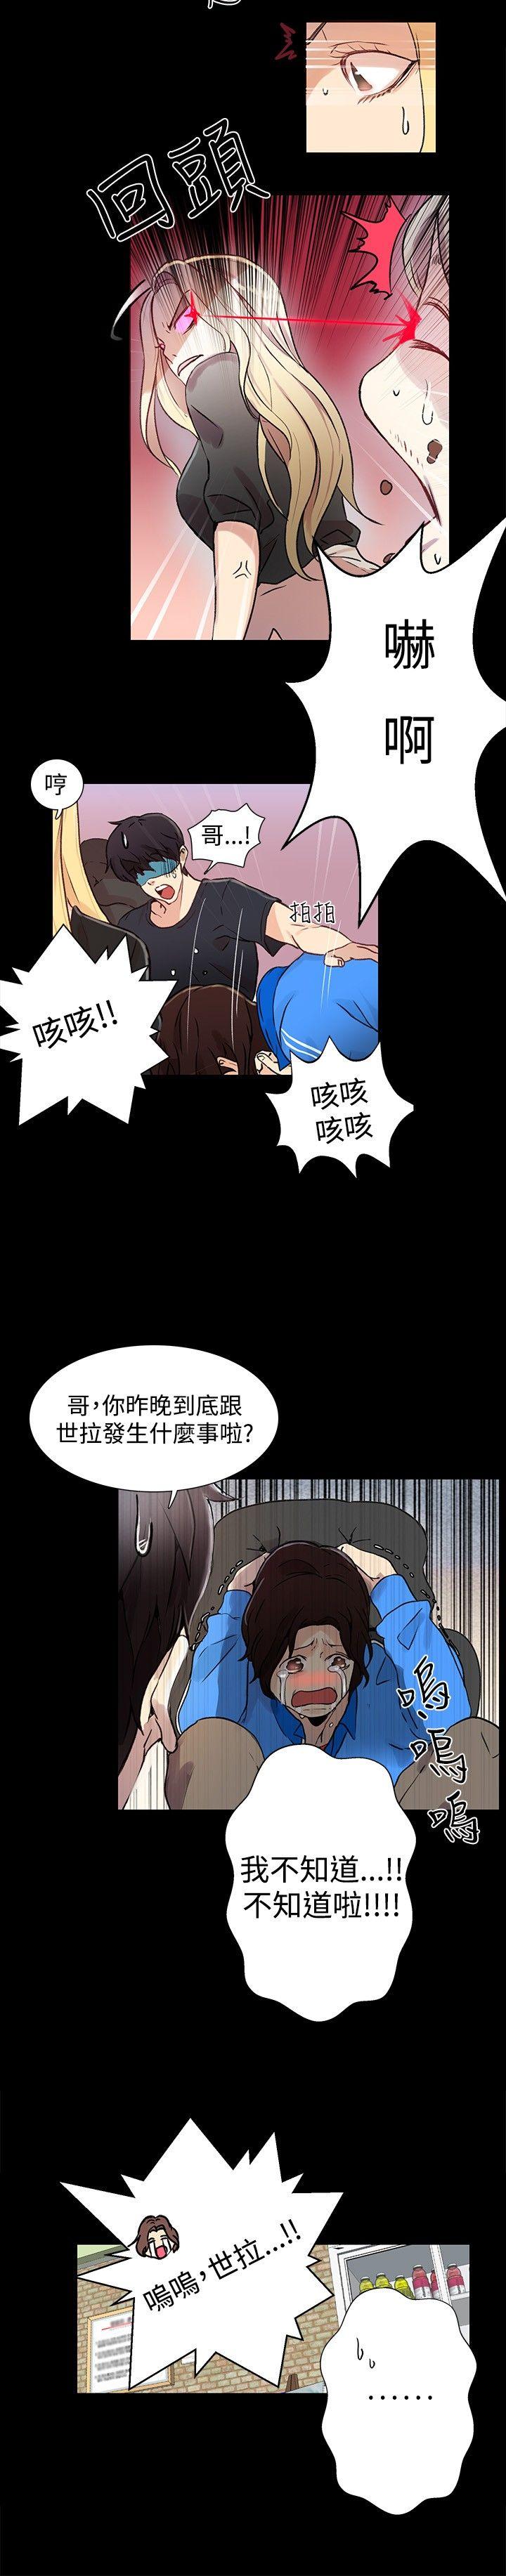 回頭
嚇
啊
哼
哥...!
拍拍
咳咳!!
咳咳
咳咳
哥,你昨晚到底跟
世拉發生什麼事啦?
嗚
嗚
嗚
我不知道...!!
不知道啦!!!!
嗚嗚,世拉...!!
......